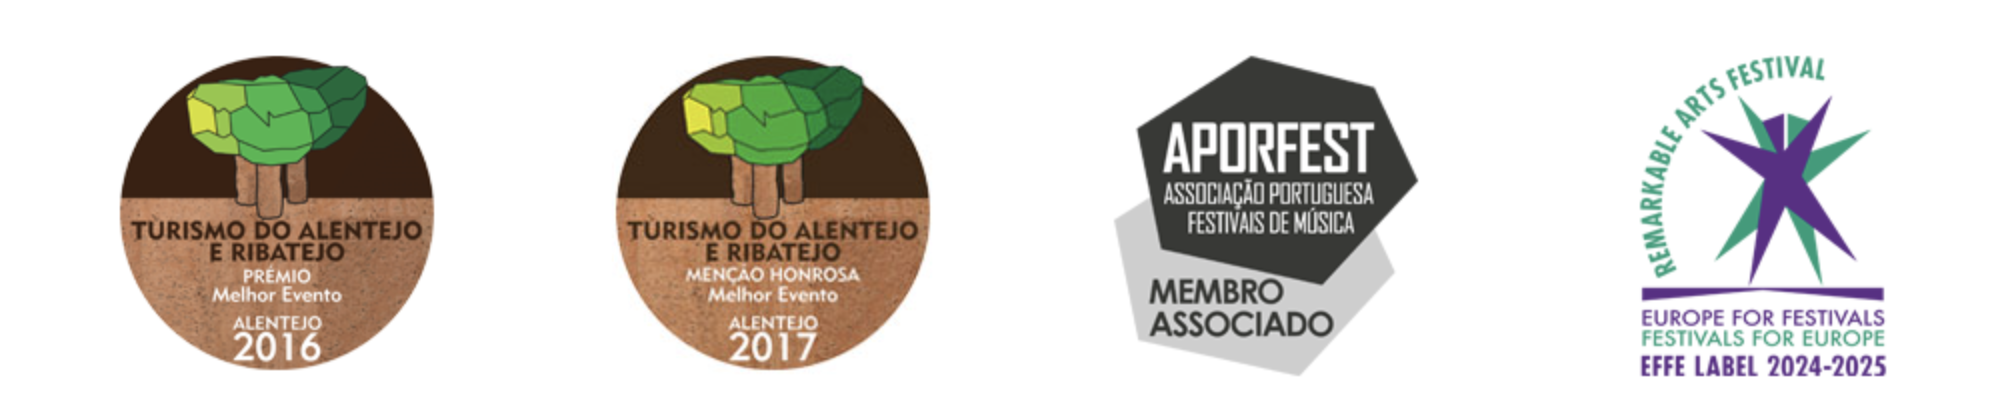 TURISMO DO ALENTEJO
E RIBATEJO
PRÉMIO
Melhor Evento
ALENTEJO
2016
TURISMO DO ALENTEJO
E RIBATEJO
MENÇÃO HONROSA
Melhor Evento
ALENTEJO
2017
APORFEST
ASSOCIAÇÃO PORTUGUESA
FESTIVAIS DE MÚSICA
MEMBRO
ASSOCIADO
REMARKABLE ARTS FESTIVAL
EUROPE FOR FESTIVALS
FESTIVALS FOR EUROPE
EFFE LABEL 2024-2025